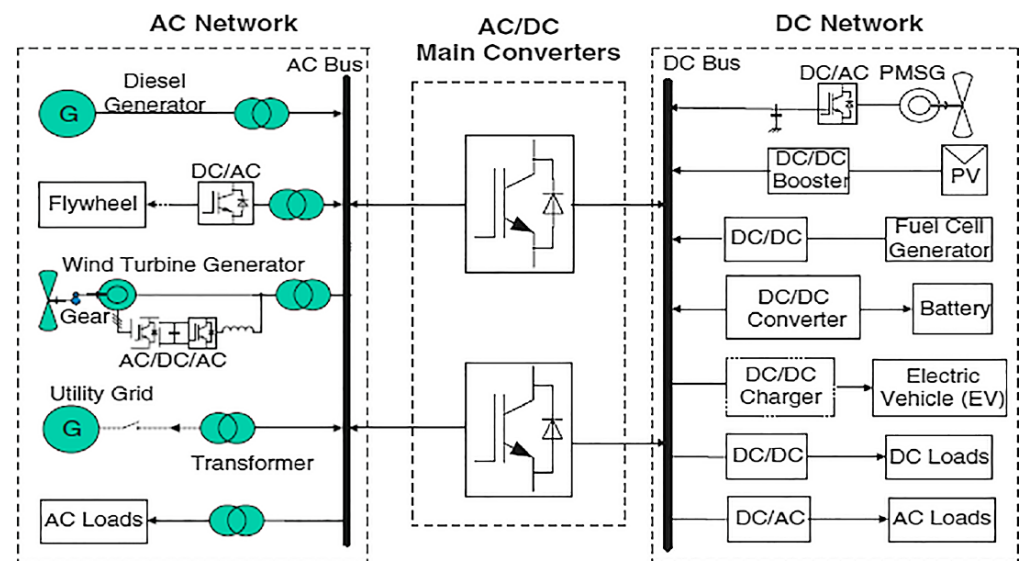 AC Network
AC/DC
Main Converters
DC Network
AC Bus
Diesel
Generator
G
DC/AC
Flywheel
Wind Turbine Generator
Gear
AC/DC/AC
Utility Grid
G
Transformer
AC Loads
DC Bus
DC/AC PMSG
DC/DC
Booster
PV
DC/DC
Fuel Cell
Generator
DC/DC
Converter
Battery
DC/DC
Charger
Electric
Vehicle (EV)
DC/DC
DC Loads
DC/AC
AC Loads